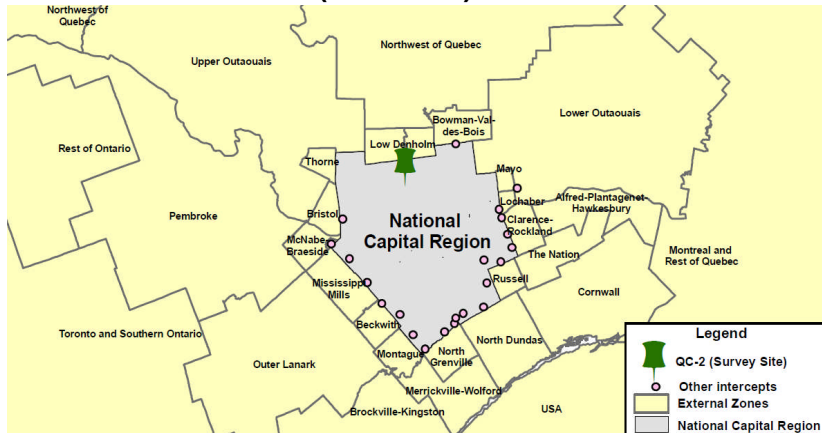 Northwest of
Quebec
Northwest of Quebec
Upper Outaouais
Bowman-Val-
des-Bois
Lower Outaouais
Low Denholm
Rest of Ontario
Thorne
Mayo
Lochaber
Alfred-Plantagenet-
Hawkesbury
Pembroke
Bristol
National
Capital Region
Clarence-
Rockland
McNabe-
Braeside
The Nation
Montreal and
Rest of Quebec
Mississippi
Mills
Russell
Cornwall
Toronto and Southern Ontario
Beckwith
North Dundas
Outer Lanark
Montague
North
Grenville
Merrickville-Wolford
Brockville-Kingston
USA
Legend
QC-2 (Survey Site)
Other intercepts
External Zones
National Capital Region